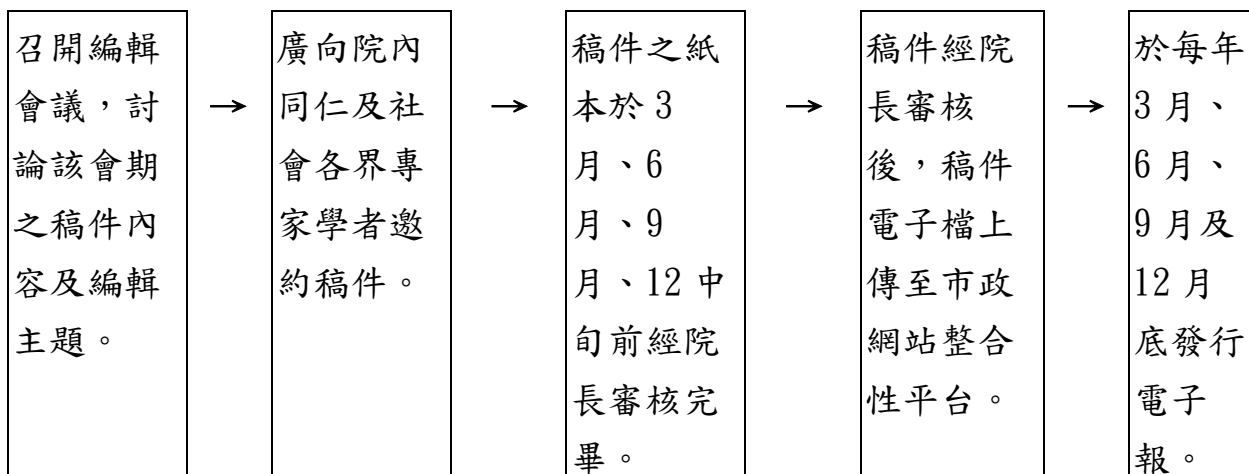 召開編輯
會議，討
論該會期
之稿件內
容及編輯
主題。
→
廣向院內
同仁及社
會各界專
家學者邀
約稿件。
→
稿件之紙
本於 3
月、6
月、9
月、12 中
旬前經院
長審核完
畢。
→
稿件經院
長審核
後，稿件
電子檔上
傳至市政
網站整合
性平台。
→
於每年
3 月、
6 月、
9 月及
12 月
底發行
電子
報。